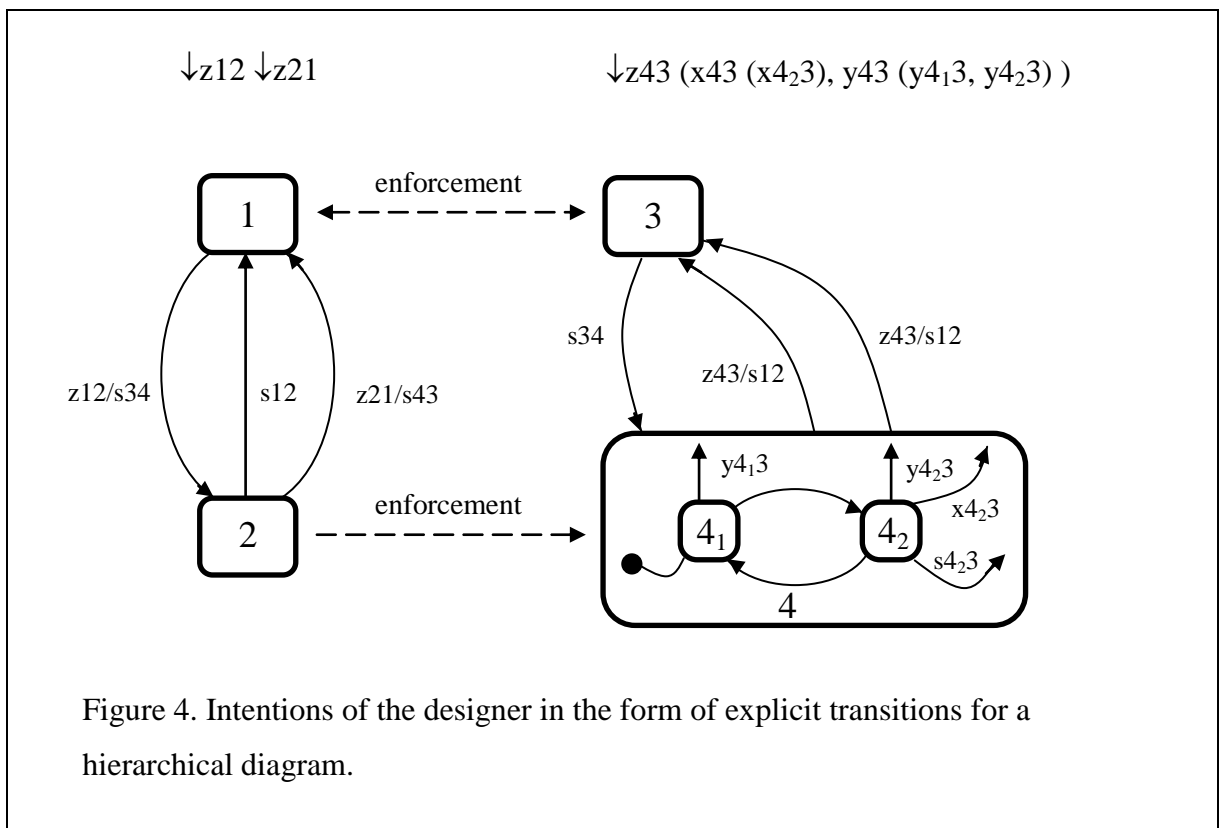 ↓z12 ↓z21
↓z43 (x43 (x4₂3), y43 (y4₁3, y4₂3) )
enforcement
1
3
s34
z43/s12
z43/s12
z12/s34
s12
z21/s43
y4₁3
y4₂3
x4₂3
enforcement
2
4₁
4₂
s4₂3
4
Figure 4. Intentions of the designer in the form of explicit transitions for a
hierarchical diagram.